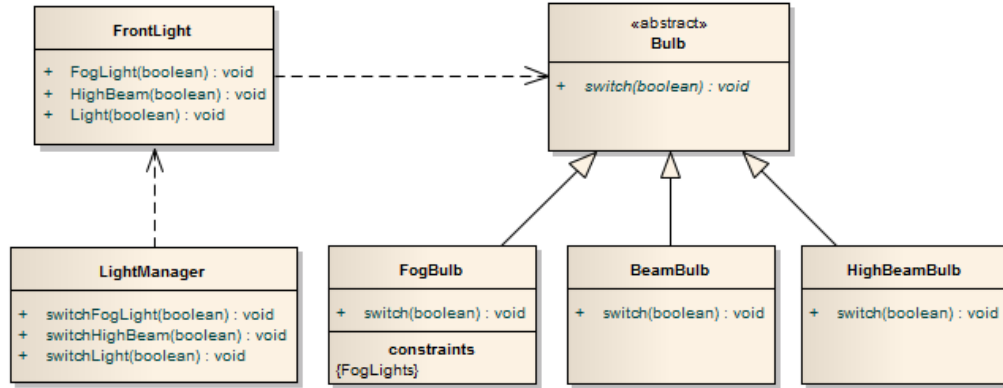 FrontLight
+ FogLight(boolean) : void
+ HighBeam(boolean) : void
+ Light(boolean) : void
«abstract»
Bulb
+ switch(boolean) : void
LightManager
+ switchFogLight(boolean) : void
+ switchHighBeam(boolean) : void
+ switchLight(boolean) : void
FogBulb
+ switch(boolean) : void
constraints
{FogLights}
BeamBulb
+ switch(boolean) : void
HighBeamBulb
+ switch(boolean) : void